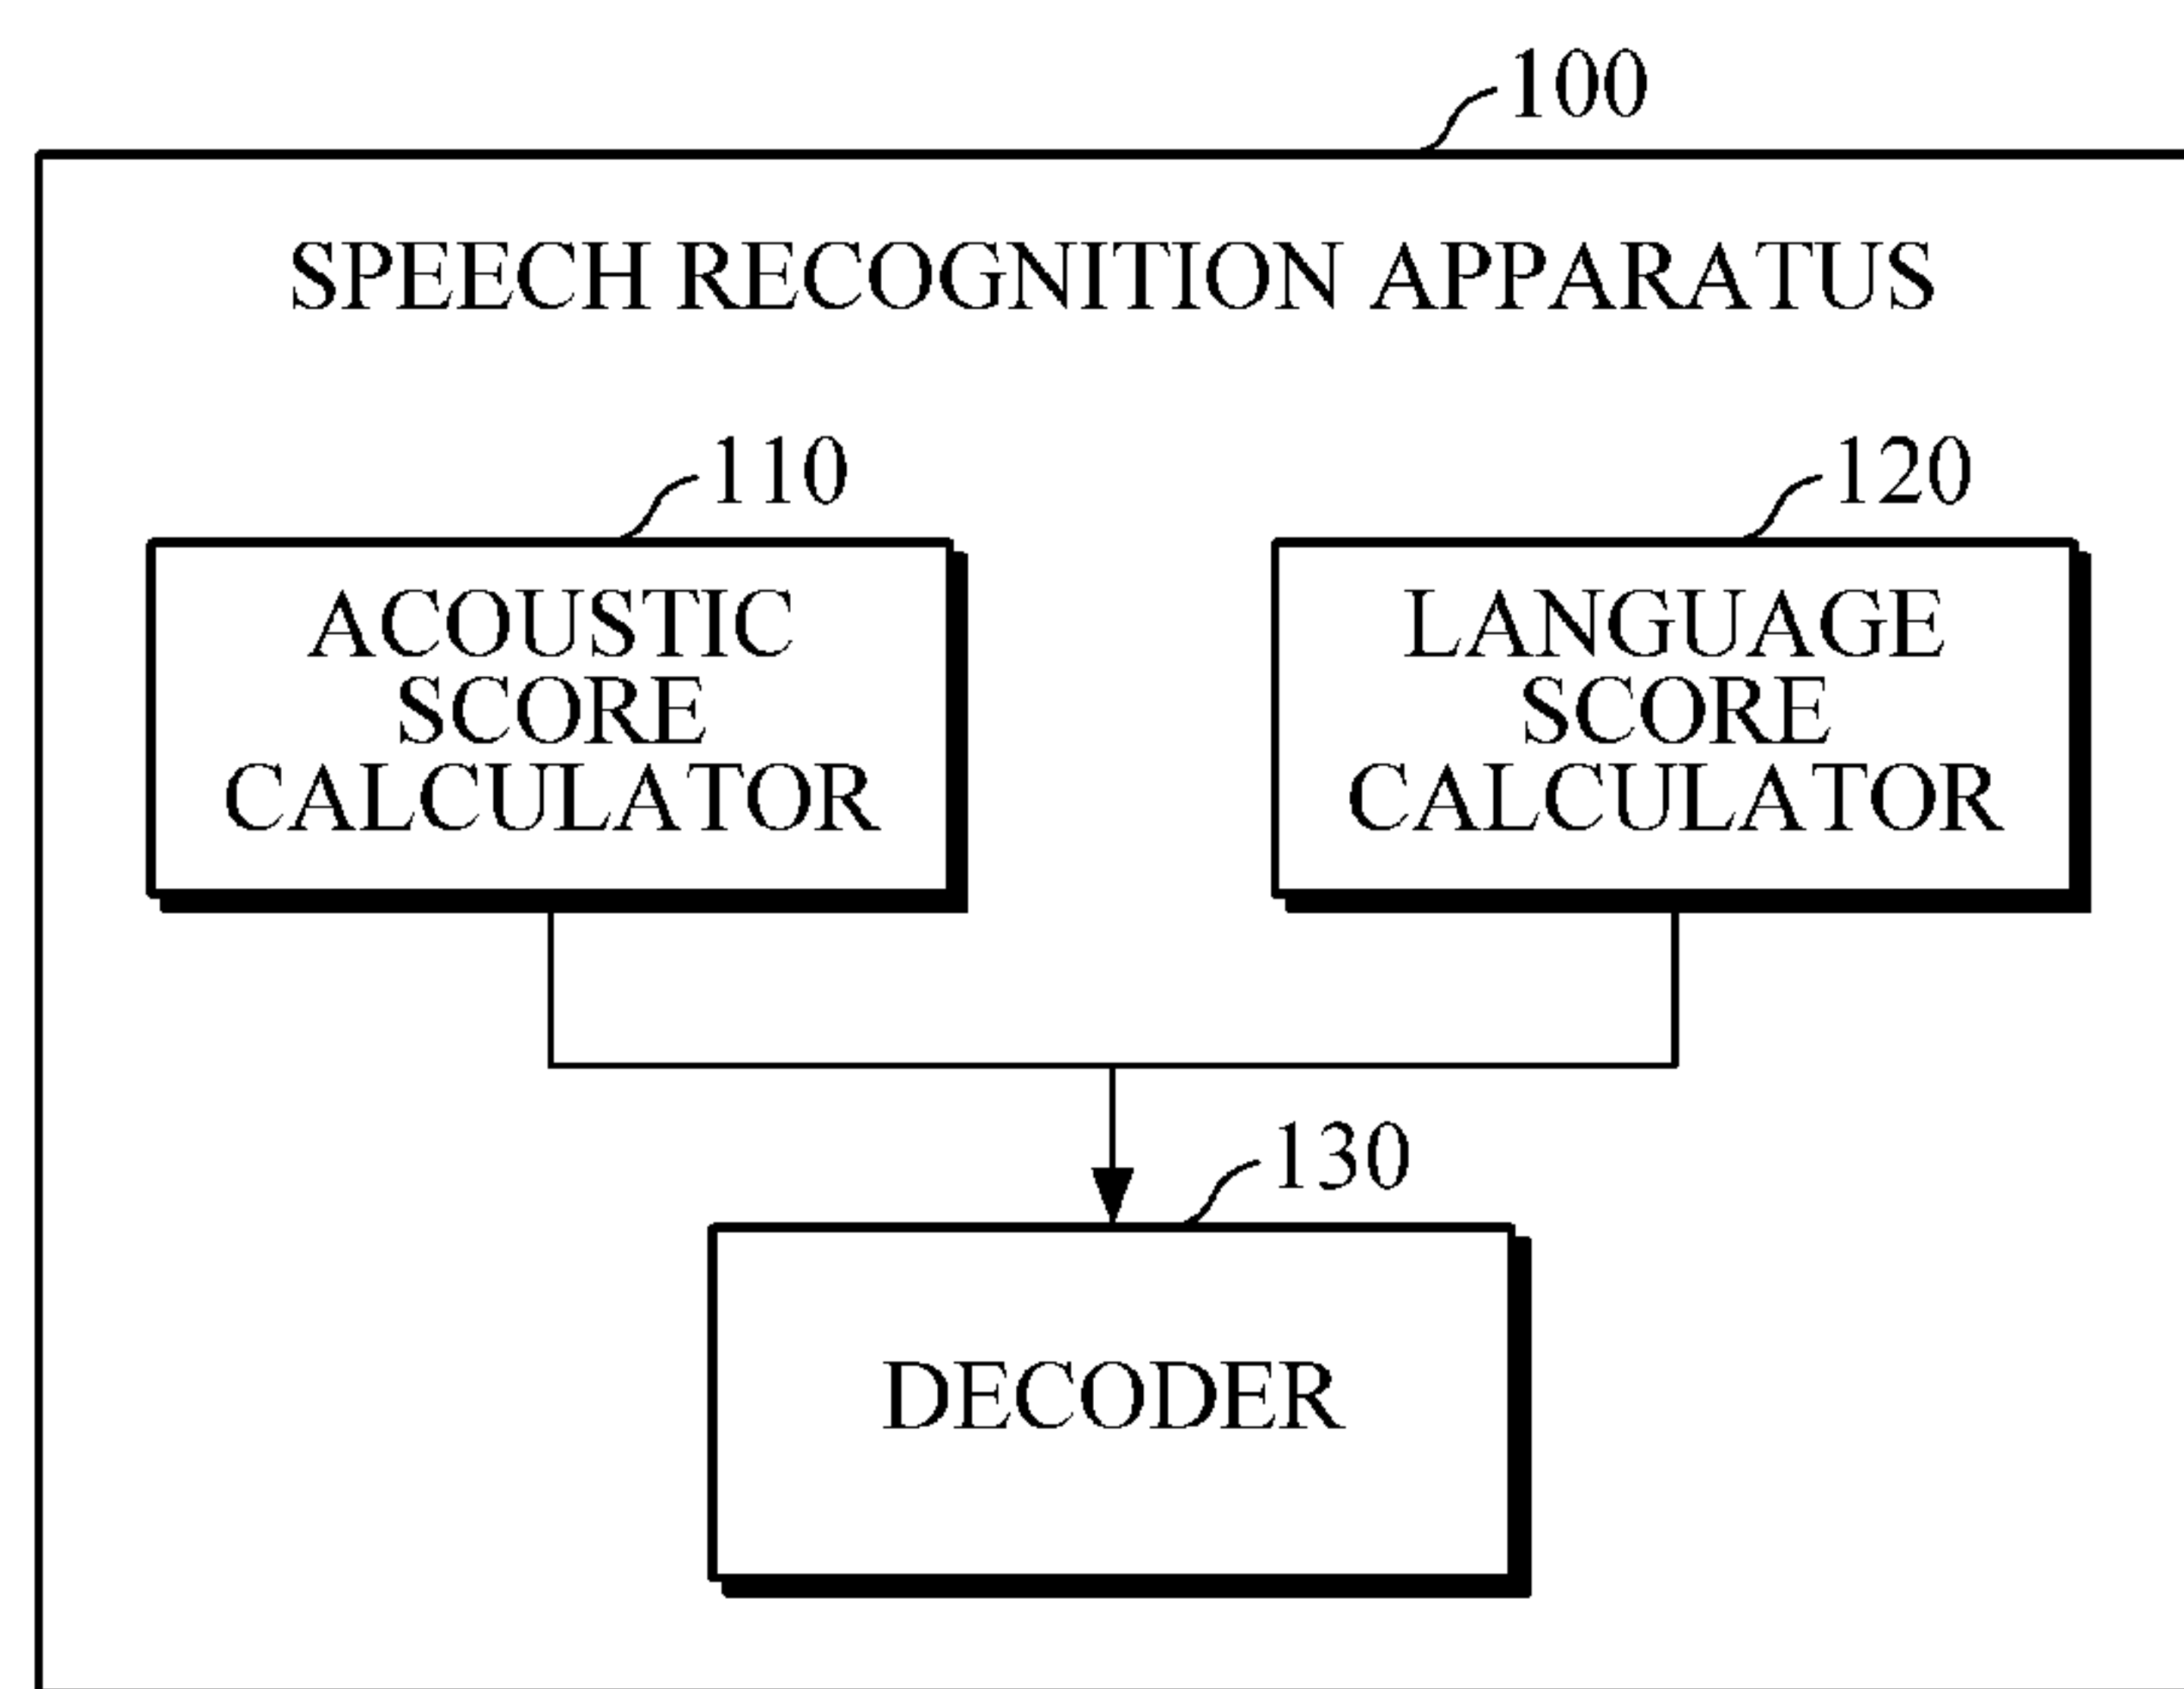 100
SPEECH RECOGNITION APPARATUS
110
120
ACOUSTIC
SCORE
CALCULATOR
LANGUAGE
SCORE
CALCULATOR
130
DECODER